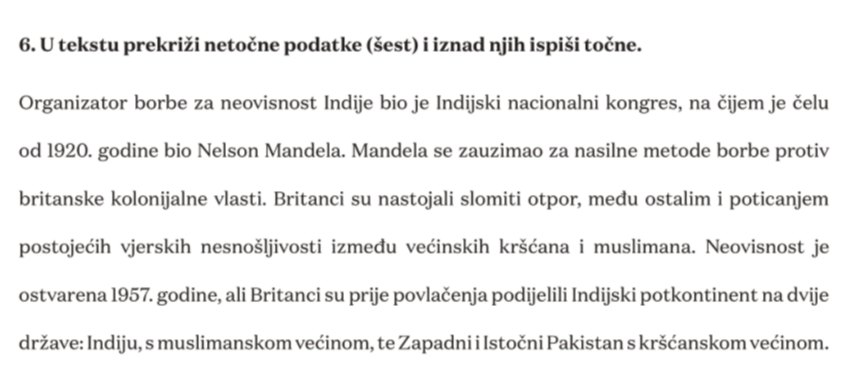 6. U tekstu prekriži netočne podatke (šest) i iznad njih ispiši točne.
Organizator borbe za neovisnost Indije bio je Indijski nacionalni kongres, na čijem je čelu
od 1920. godine bio Nelson Mandela. Mandela se zauzimao za nasilne metode borbe protiv
britanske kolonijalne vlasti. Britanci su nastojali slomiti otpor, među ostalim i poticanjem
postojećih vjerskih nesnošljivosti između većinskih kršćana i muslimana. Neovisnost je
ostvarena 1957. godine, ali Britanci su prije povlačenja podijelili Indijski potkontinent na dvije
države: Indiju, s muslimanskom većinom, te Zapadni i Istočni Pakistan s kršćanskom većinom.